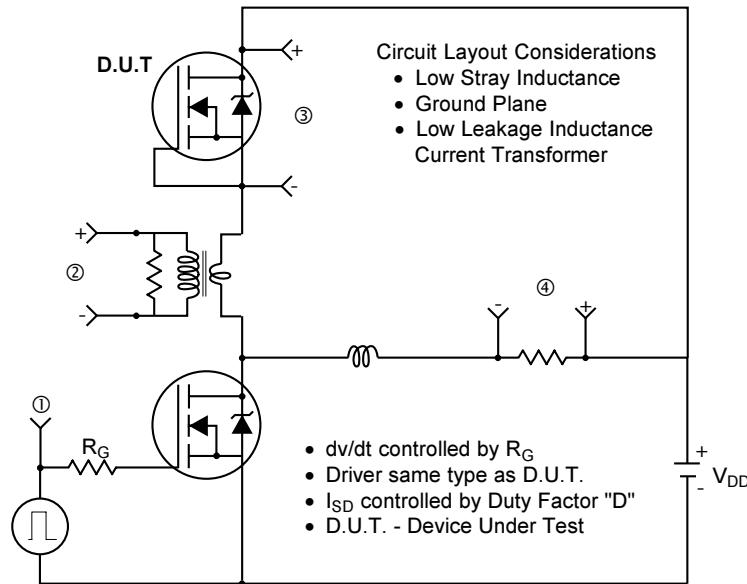 D.U.T
+
③
-
Circuit Layout Considerations
• Low Stray Inductance
• Ground Plane
• Low Leakage Inductance
Current Transformer
+
②
-
-
④
+
①
R_G
• dv/dt controlled by R_G
• Driver same type as D.U.T.
• I_SD controlled by Duty Factor "D"
• D.U.T. - Device Under Test
+
V_DD
-